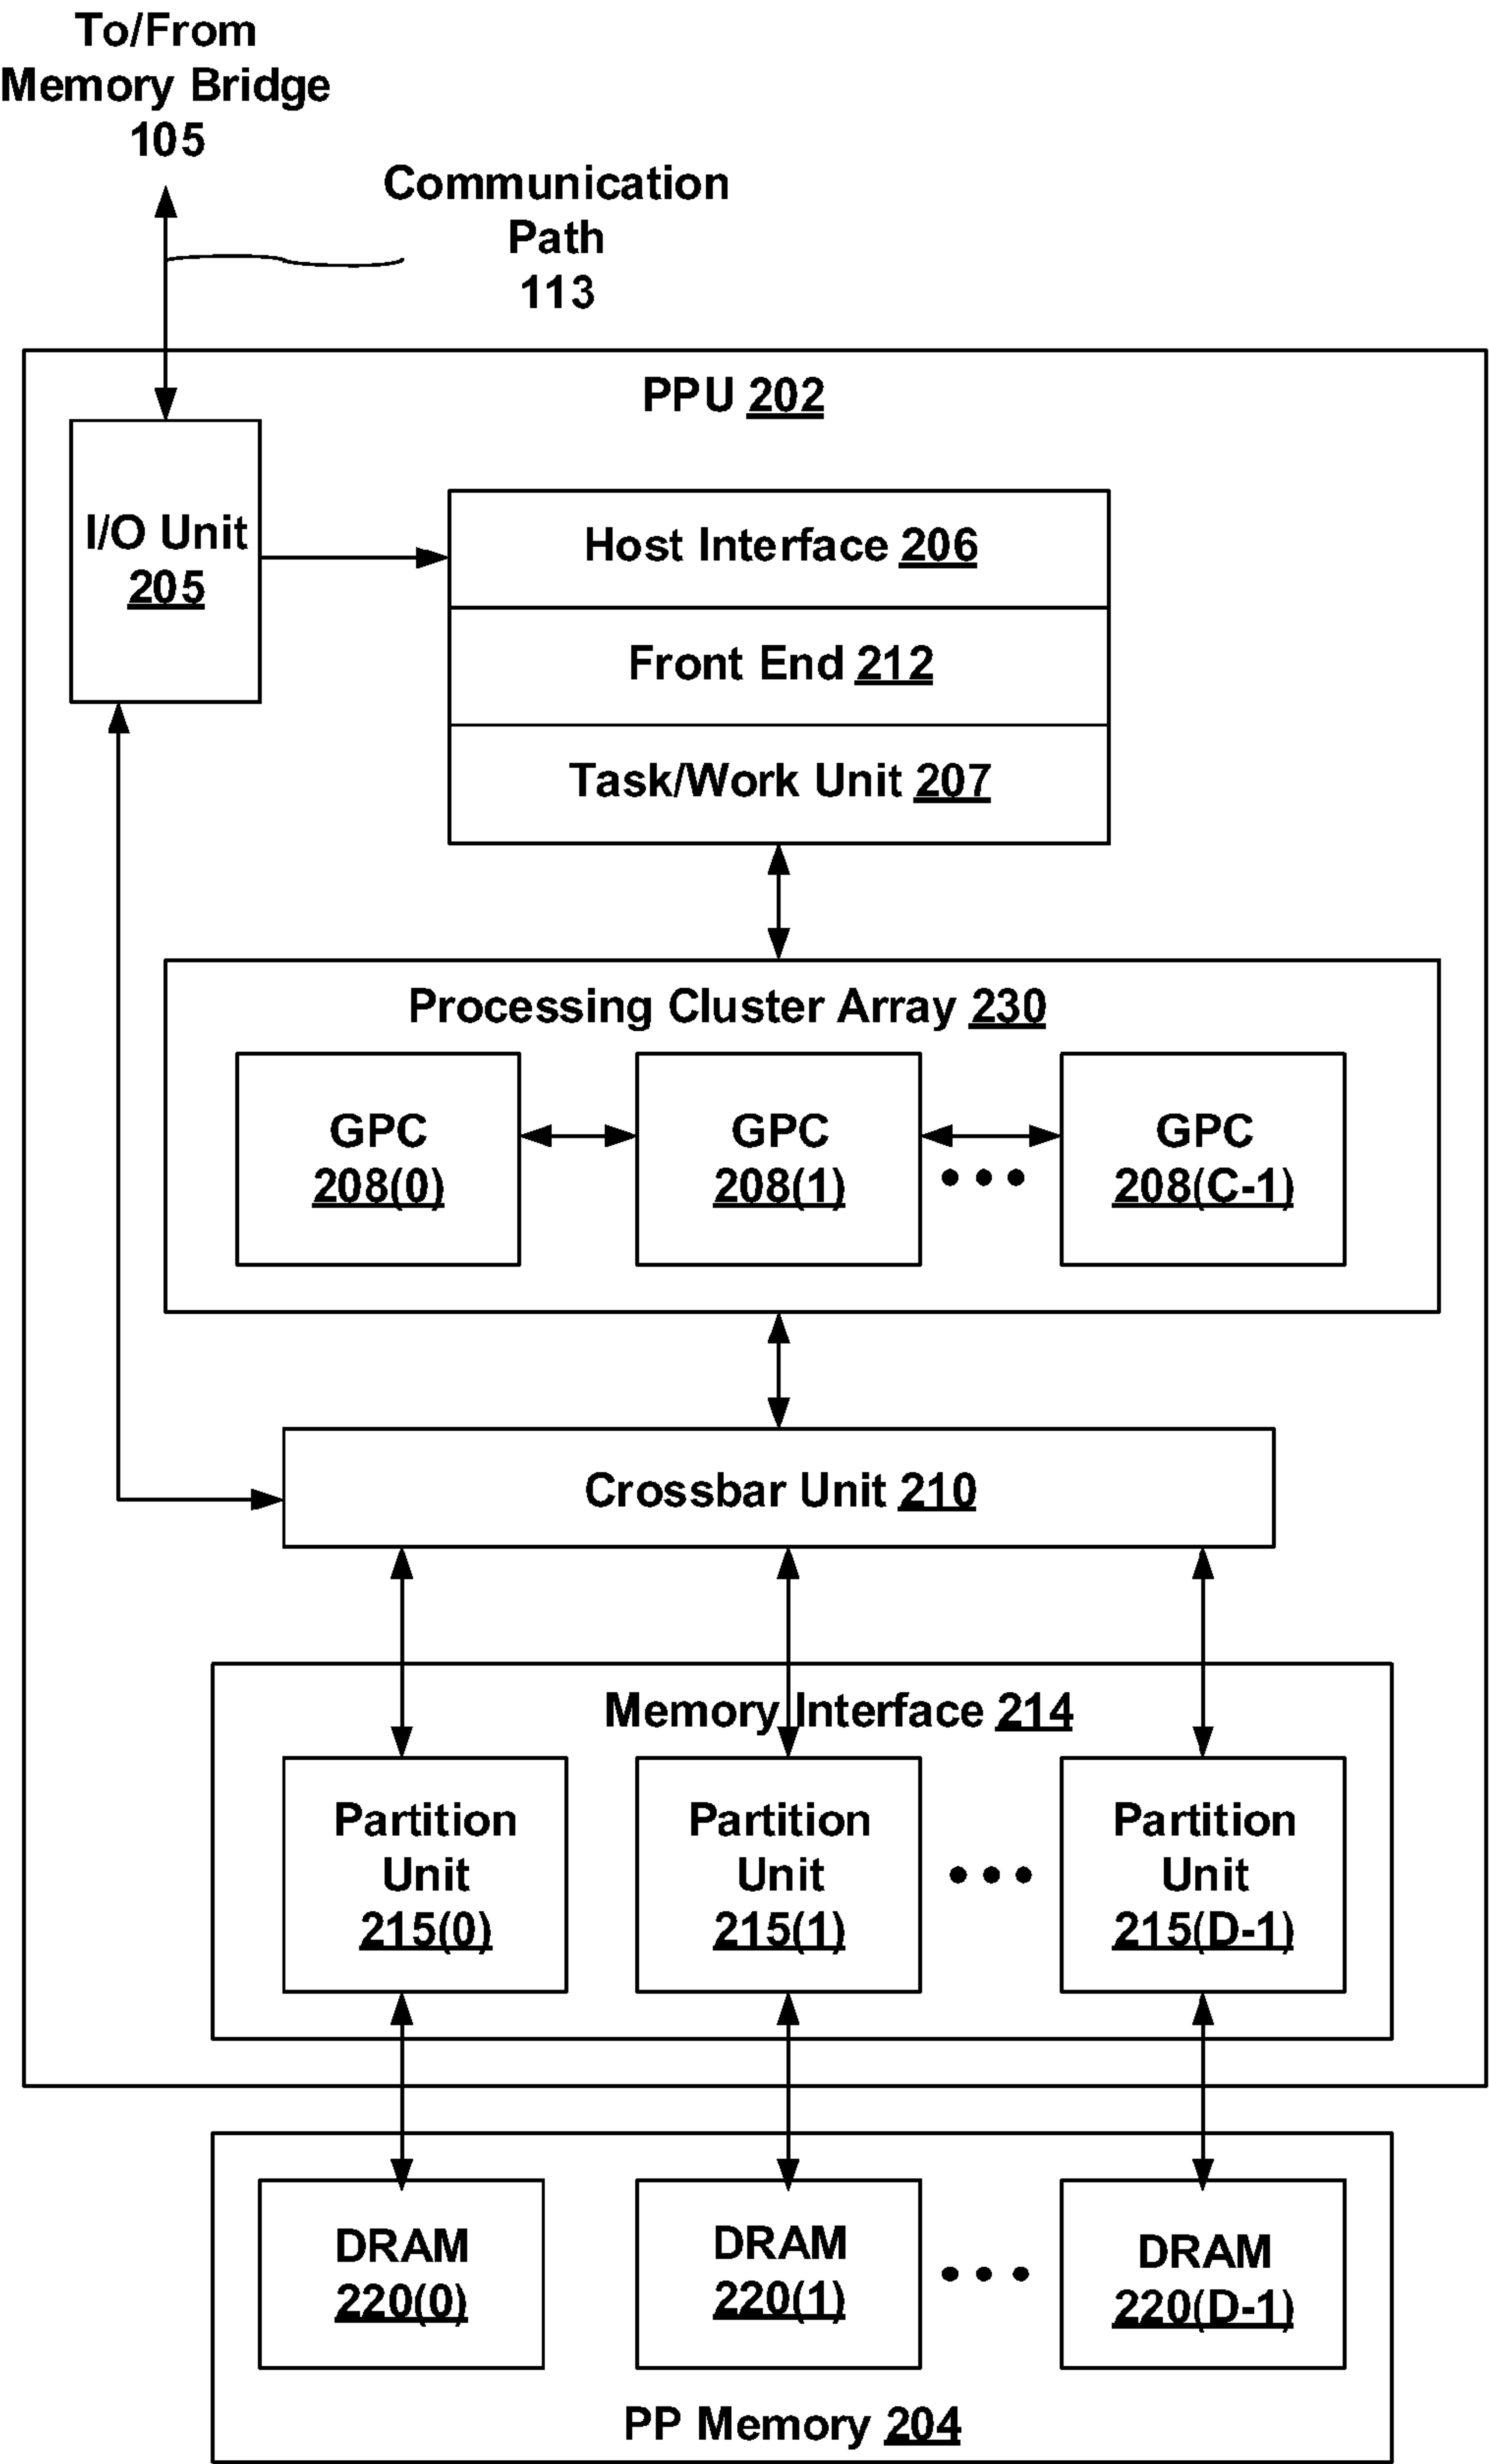 To/From
Memory Bridge
105
Communication
Path
113
PPU 202
I/O Unit
205
Host Interface 206
Front End 212
Task/Work Unit 207
Processing Cluster Array 230
GPC
208(0)
GPC
208(1)
GPC
208(C-1)
Crossbar Unit 210
Memory Interface 214
Partition
Unit
215(0)
Partition
Unit
215(1)
Partition
Unit
215(D-1)
DRAM
220(0)
DRAM
220(1)
DRAM
220(D-1)
PP Memory 204